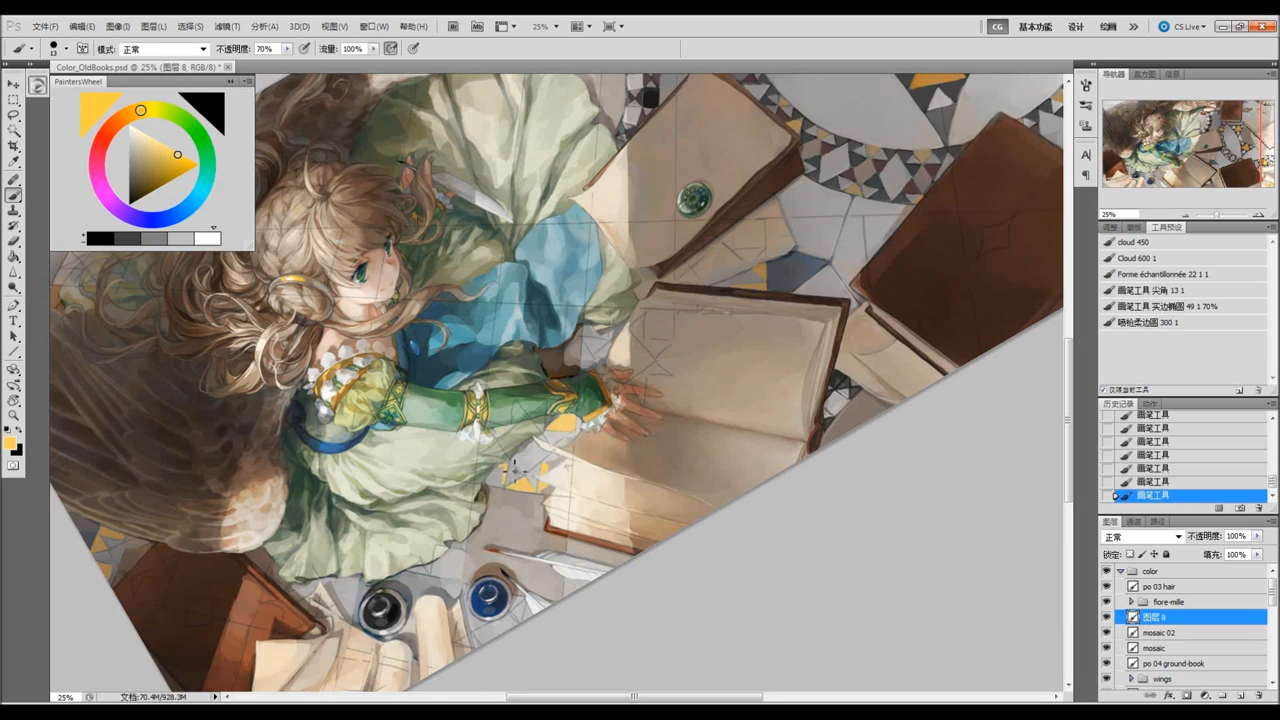 Ps 文件(F) 编辑(E) 图像(I) 图层(L) 选择(S) 滤镜(T) 分析(A) 3D(D) 视图(V) 窗口(W) 帮助(H) Br Mb 25% CG 基本功能 设计 绘画 CS Live
13 模式: 正常 不透明度: 70% 流量: 100%
Color_OldBooks.psd @ 25% (图层 8, RGB/8) *
PaintersWheel
导航器 直方图 信息
25%
调整 蒙版 工具预设
cloud 450
Cloud 600 1
Forme échantillonnée 22 1 1
画笔工具 尖角 13 1
画笔工具 实边椭圆 49 1 70%
喷枪柔边圆 300 1
仅限当前工具
历史记录 动作
画笔工具
画笔工具
画笔工具
画笔工具
画笔工具
画笔工具
画笔工具
图层 通道 路径
正常 不透明度: 100%
锁定: 填充: 100%
color
po 03 hair
fiore-mille
图层 8
mosaic 02
mosaic
po 04 ground-book
wings
25% 文档:70.4M/928.3M